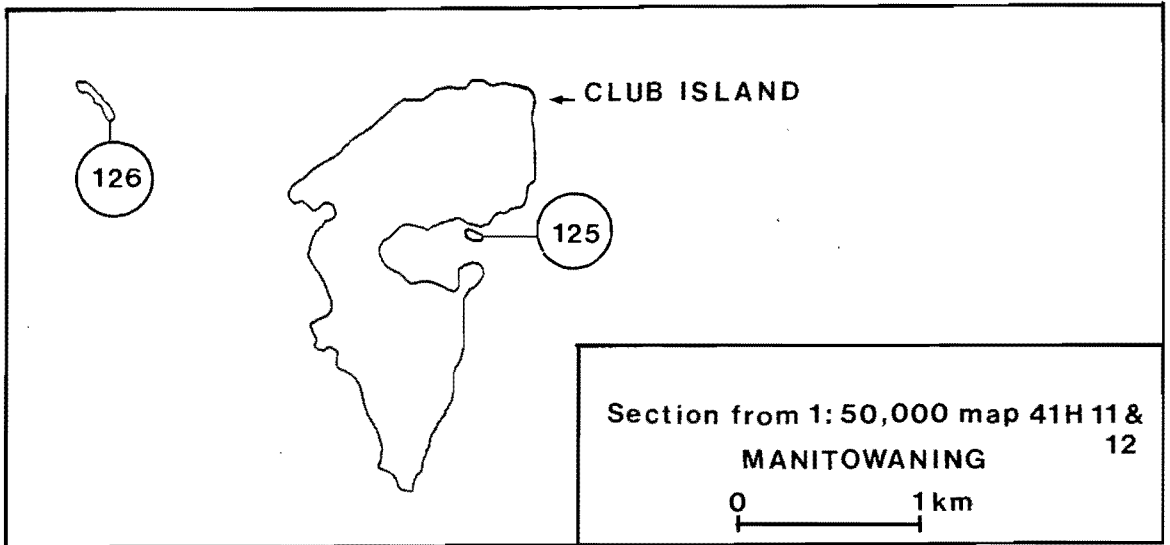 CLUB ISLAND
126
125
Section from 1:50,000 map 41H 11 &
12
MANITOWANING
0 1 km